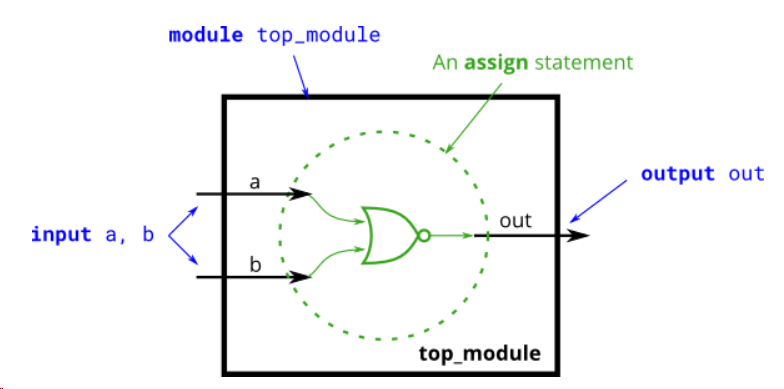 module top_module
An assign statement
a
output out
out
input a, b
b
top_module